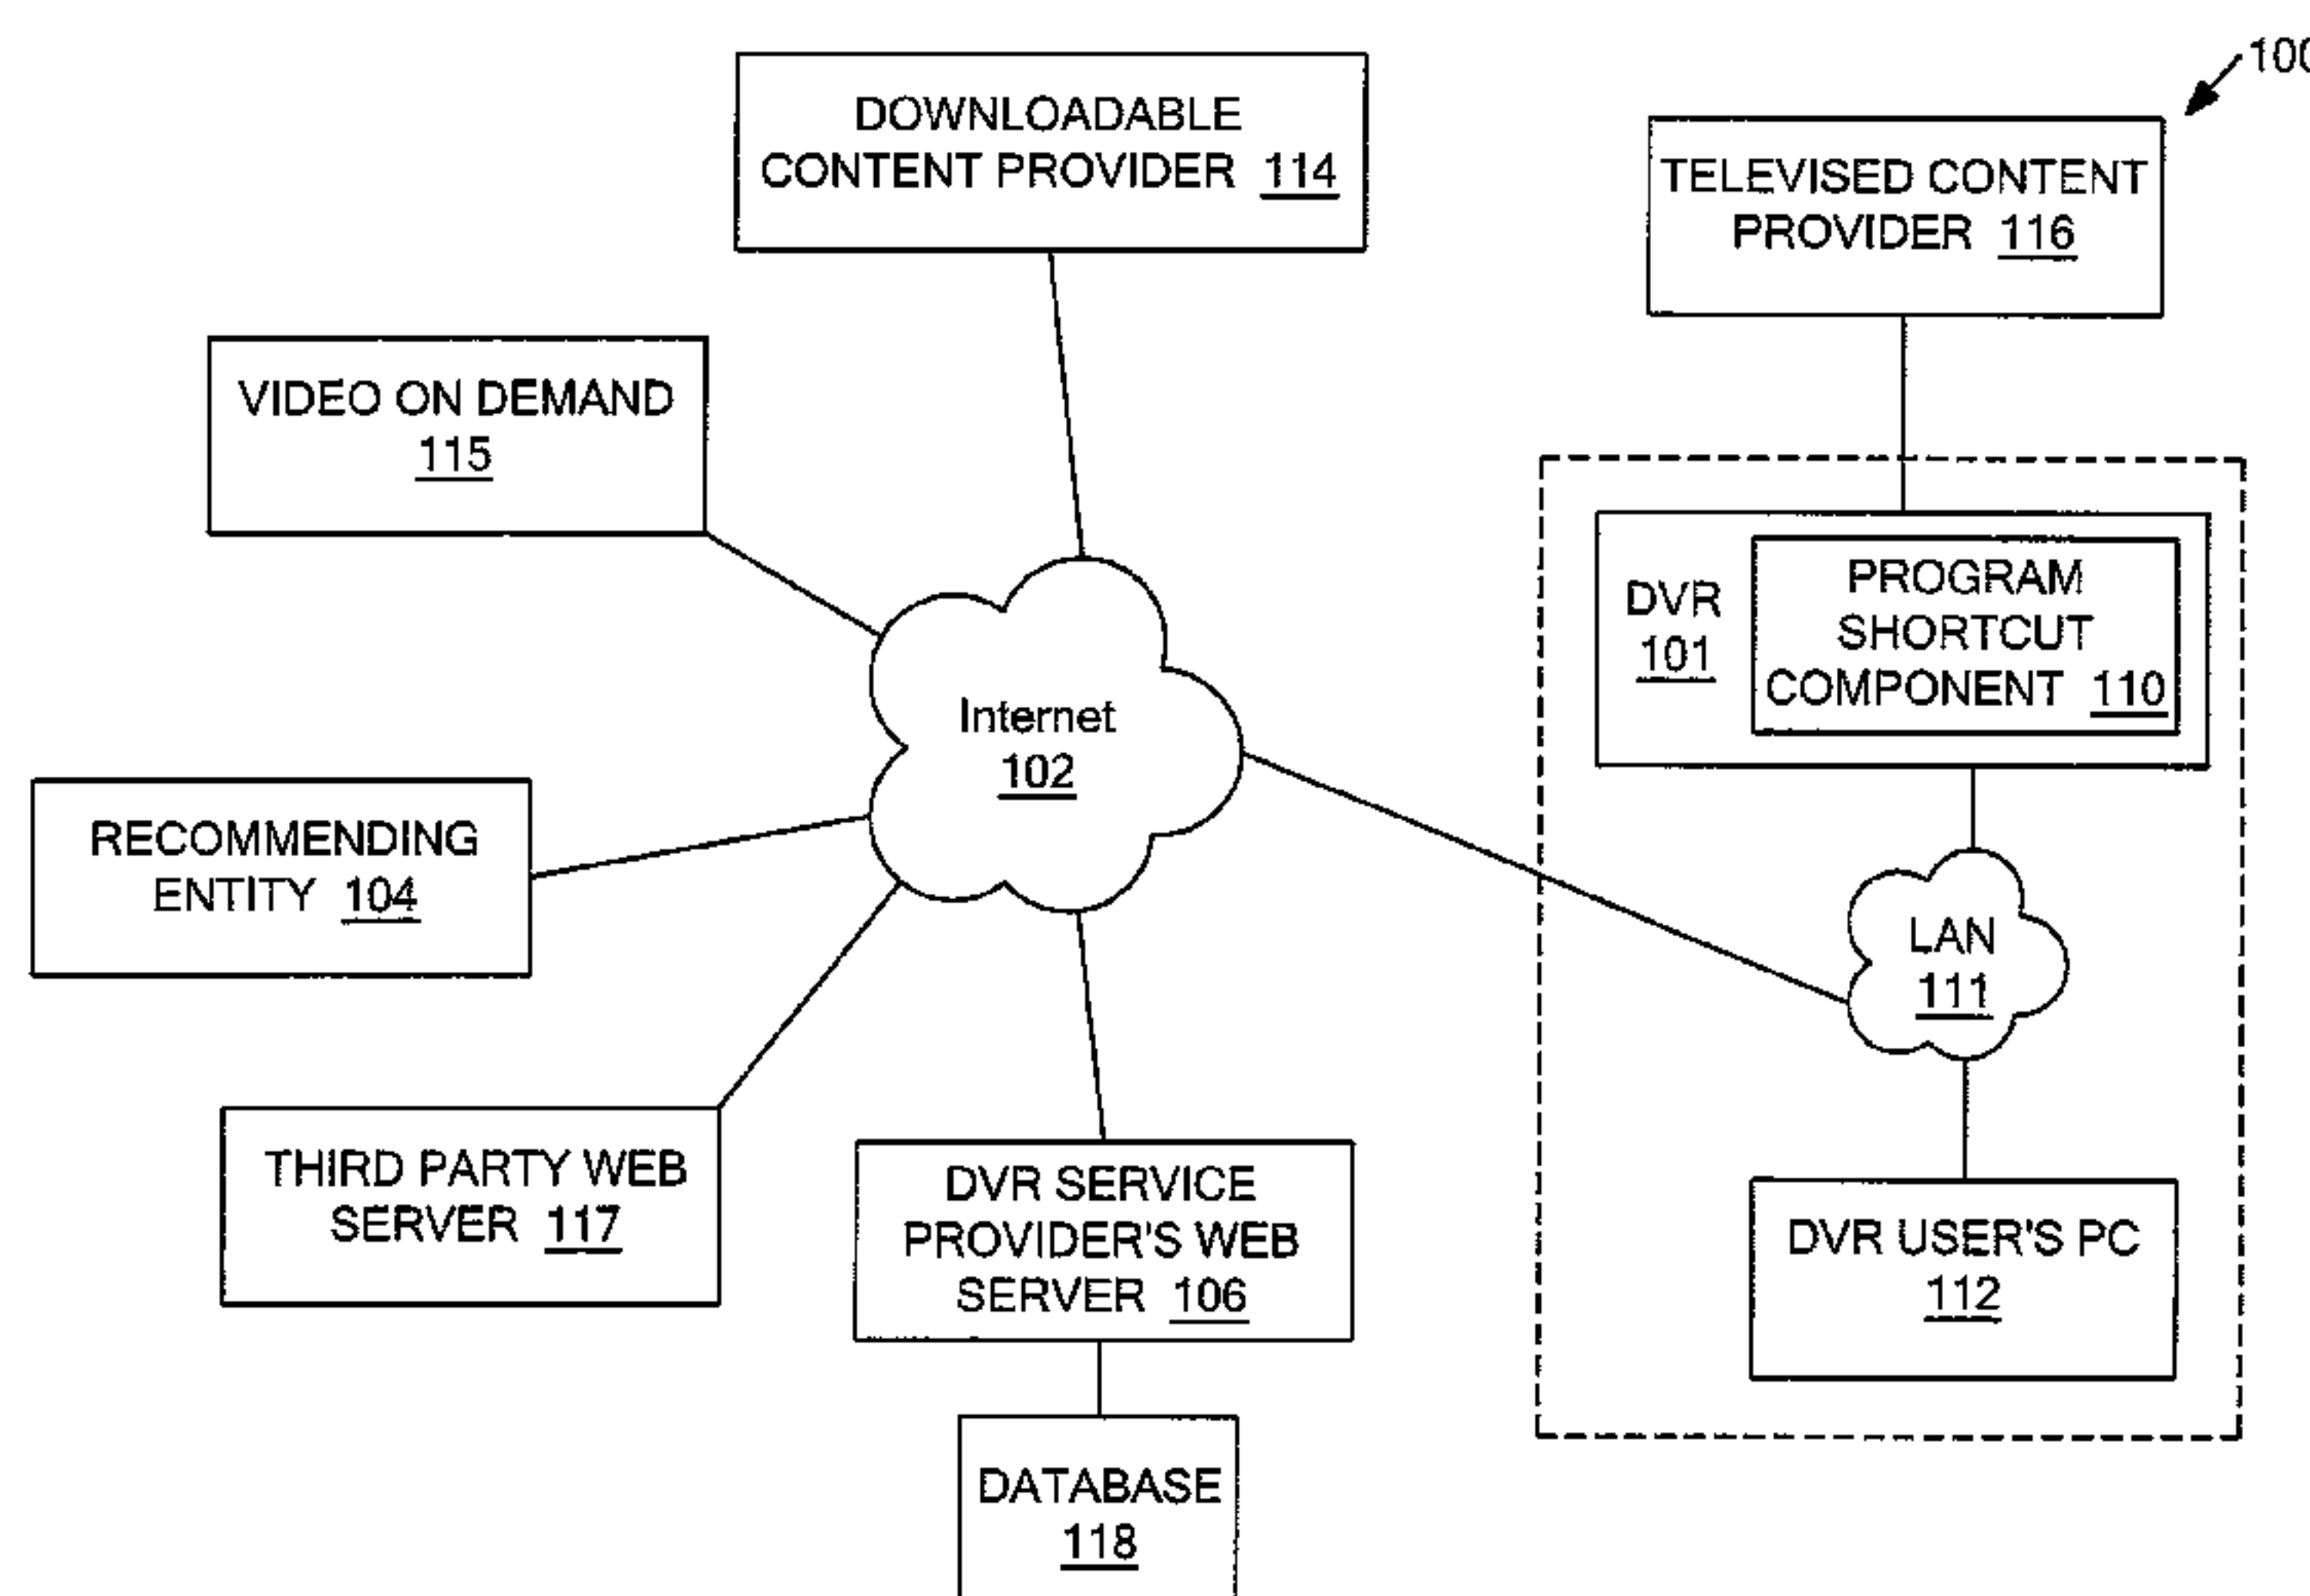 100
DOWNLOADABLE
CONTENT PROVIDER 114
TELEVISED CONTENT
PROVIDER 116
VIDEO ON DEMAND
115
DVR
101
PROGRAM
SHORTCUT
COMPONENT 110
Internet
102
RECOMMENDING
ENTITY 104
LAN
111
THIRD PARTY WEB
SERVER 117
DVR SERVICE
PROVIDER'S WEB
SERVER 106
DVR USER'S PC
112
DATABASE
118